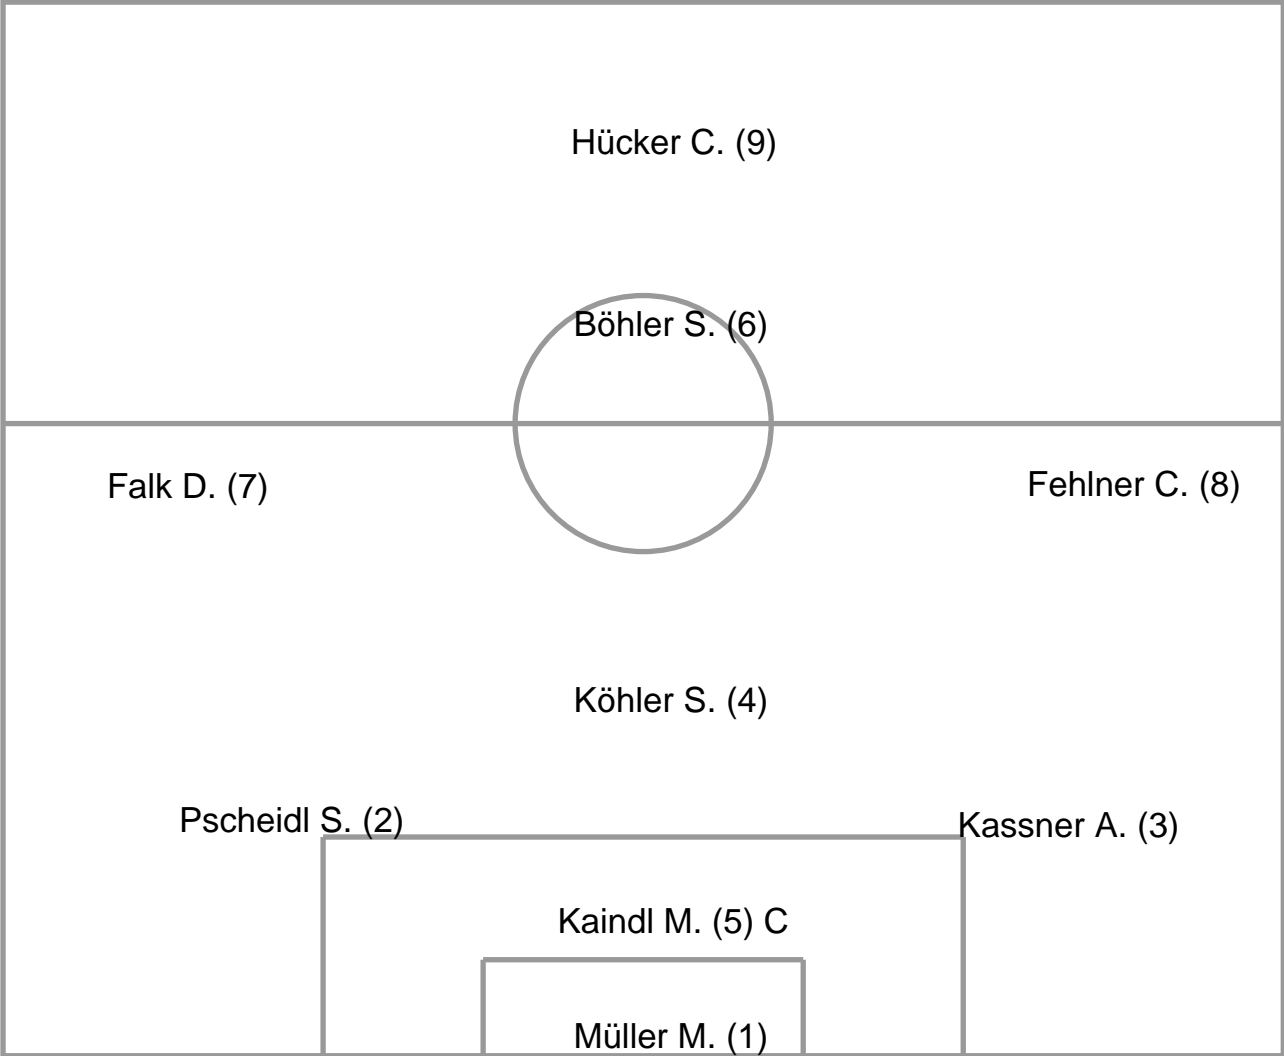 Hücker C. (9)
Böhler S. (6)
Falk D. (7)
Fehlner C. (8)
Köhler S. (4)
Pscheidl S. (2)
Kassner A. (3)
Kaindl M. (5) C
Müller M. (1)